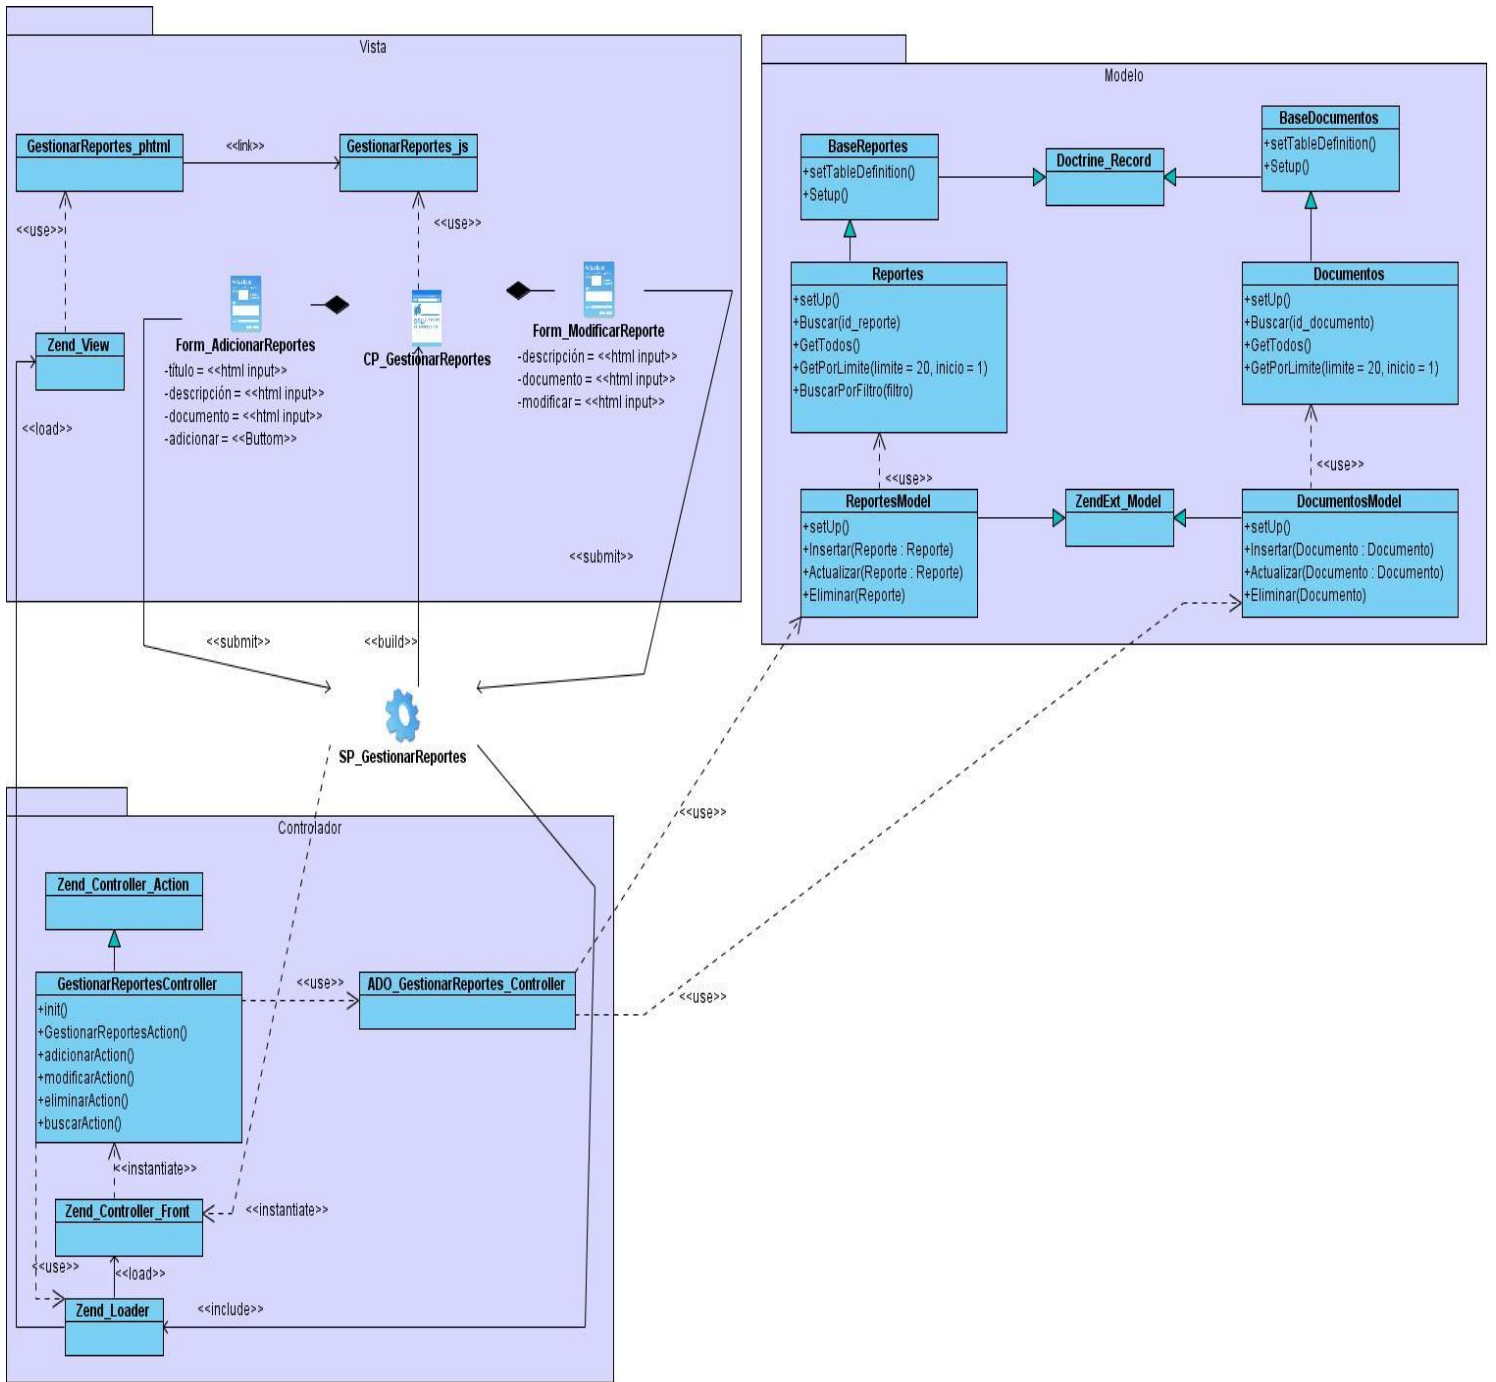 Vista
GestionarReportes_phtml
<<link>>
GestionarReportes_js
<<use>>
<<use>>
Zend_View
<<load>>
Form_AdicionarReportes
-título = <<html input>>
-descripción = <<html input>>
-documento = <<html input>>
-adicionar = <<Buttom>>
CP_GestionarReportes
Form_ModificarReporte
-descripción = <<html input>>
-documento = <<html input>>
-modificar = <<html input>>
<<submit>>
<<submit>>
<<build>>
SP_GestionarReportes
Modelo
BaseReportes
+setTableDefinition()
+Setup()
Doctrine_Record
BaseDocumentos
+setTableDefinition()
+Setup()
Reportes
+setUp()
+Buscar(id_reporte)
+GetTodos()
+GetPorLimite(limite = 20, inicio = 1)
+BuscarPorFiltro(filtro)
Documentos
+setUp()
+Buscar(id_documento)
+GetTodos()
+GetPorLimite(limite = 20, inicio = 1)
<<use>>
<<use>>
ReportesModel
+setUp()
+Insertar(Reporte : Reporte)
+Actualizar(Reporte : Reporte)
+Eliminar(Reporte)
ZendExt_Model
DocumentosModel
+setUp()
+Insertar(Documento : Documento)
+Actualizar(Documento : Documento)
+Eliminar(Documento)
<<use>>
<<use>>
Controlador
Zend_Controller_Action
GestionarReportesController
+init()
+GestionarReportesAction()
+adicionarAction()
+modificarAction()
+eliminarAction()
+buscarAction()
<<use>>
ADO_GestionarReportes_Controller
<<instantiate>>
Zend_Controller_Front
<<instantiate>>
<<use>>
<<load>>
Zend_Loader
<<include>>